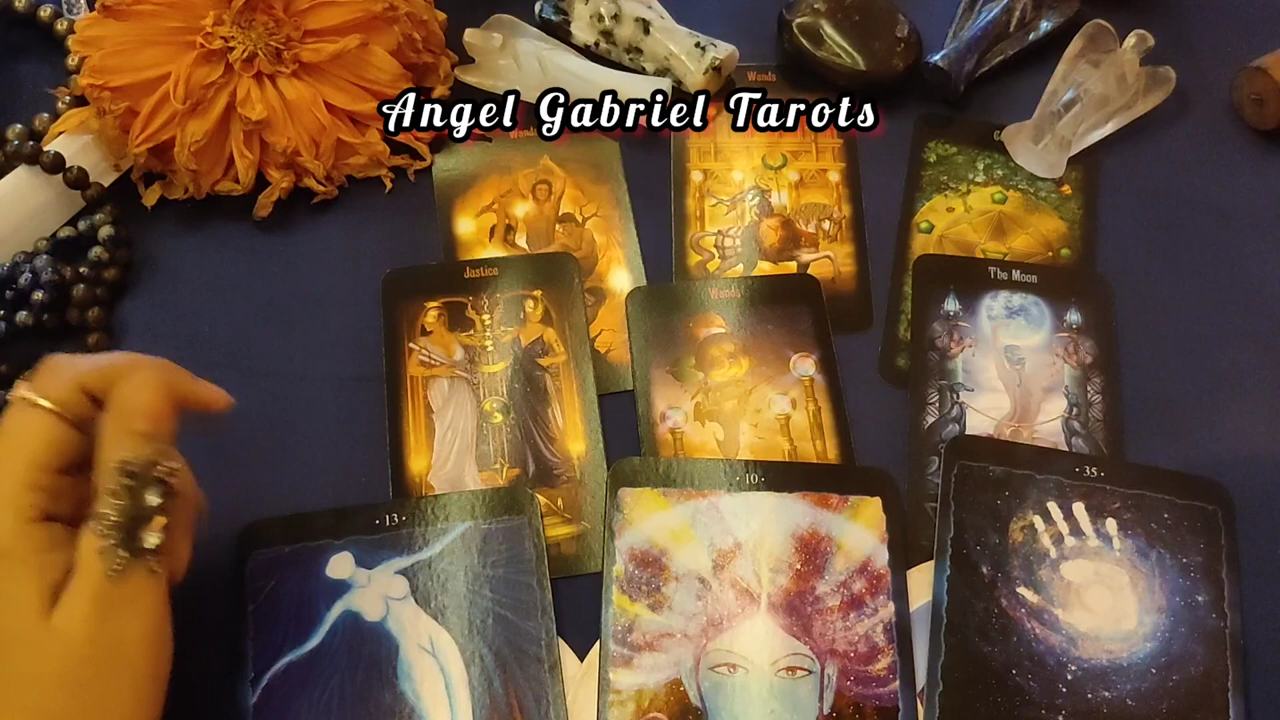 Wands
Angel Gabriel Tarots
Wands
Justice
Wands
The Moon
·13·
·10·
·35·